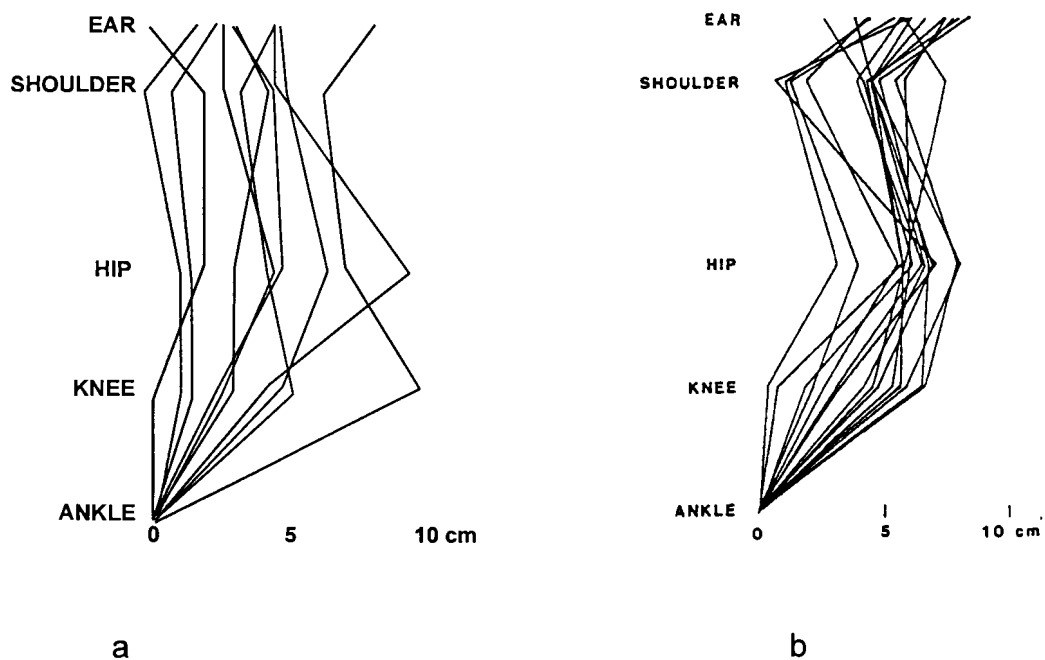 EAR
SHOULDER
HIP
KNEE
ANKLE
0 5 10 cm
a
EAR
SHOULDER
HIP
KNEE
ANKLE
0 5 10 cm
b